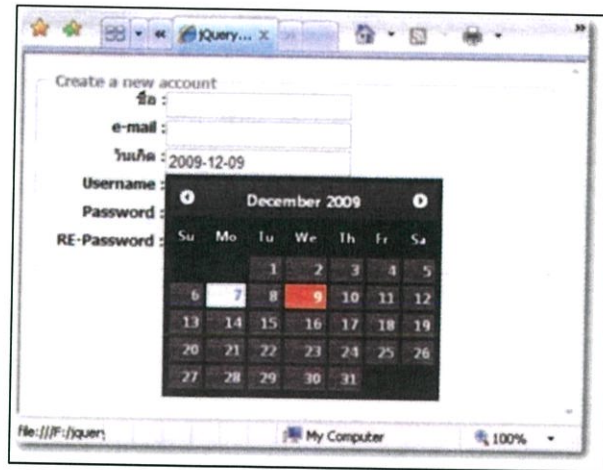 « jQuery... x »
Create a new account
ชื่อ :
e-mail :
วันเกิด : 2009-12-09
Username :
Password :
RE-Password :
December 2009
Su Mo Tu We Th Fr Sa
1 2 3 4 5
6 7 8 9 10 11 12
13 14 15 16 17 18 19
20 21 22 23 24 25 26
27 28 29 30 31
file:///F:/jquery My Computer 100%